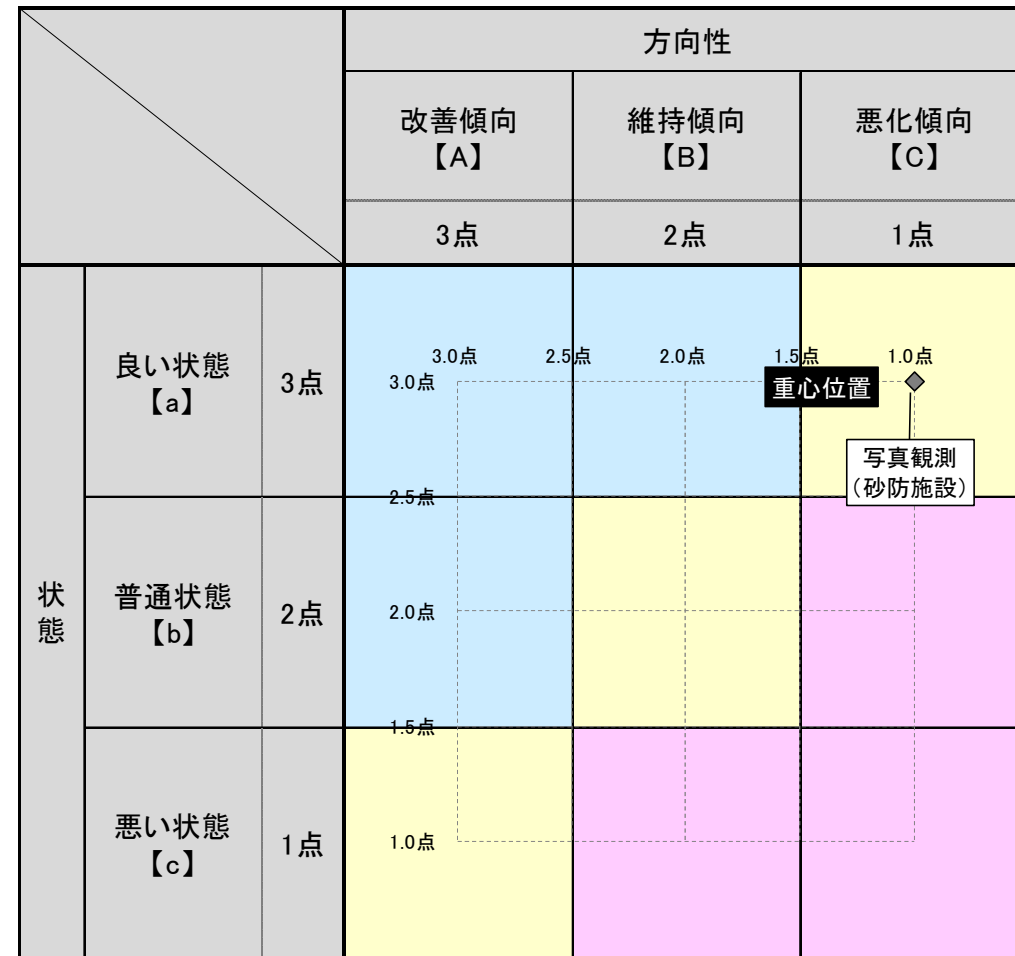 方向性
改善傾向
【A】
維持傾向
【B】
悪化傾向
【C】
3点
2点
1点
状態
良い状態
【a】
3点
普通状態
【b】
2点
悪い状態
【c】
1点
3.0点
2.5点
2.0点
1.5点
1.0点
3.0点
2.5点
2.0点
1.5点
1.0点
重心位置
写真観測
（砂防施設）